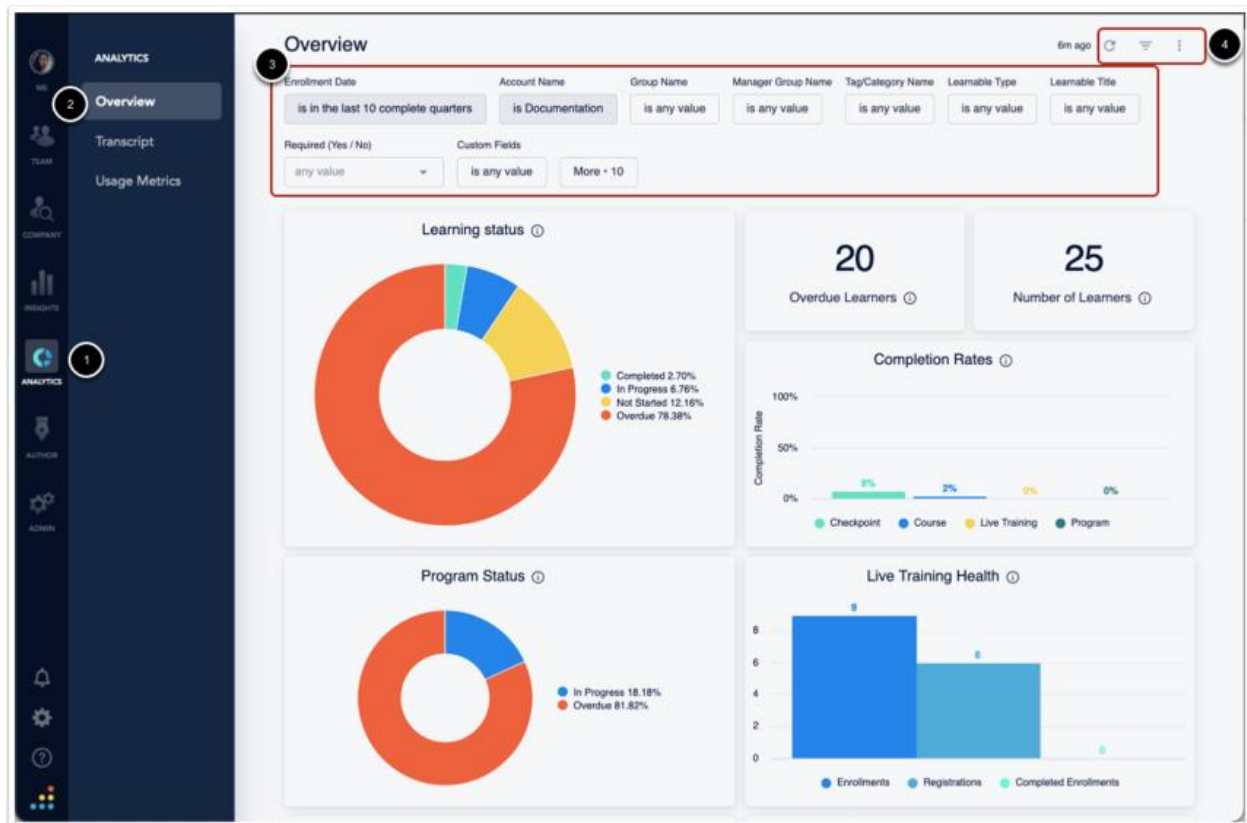 ME
TEAM
COMPANY
INSIGHTS
ANALYTICS
AUTHOR
ADMIN
ANALYTICS
Overview
Transcript
Usage Metrics
1
2
3
4
Overview
6m ago
Enrollment Date
Account Name
Group Name
Manager Group Name
Tag/Category Name
Learnable Type
Learnable Title
is in the last 10 complete quarters
is Documentation
is any value
is any value
is any value
is any value
is any value
Required (Yes / No)
Custom Fields
any value
is any value
More • 10
Learning status
Completed 2.70%
In Progress 6.76%
Not Started 12.16%
Overdue 78.38%
20
Overdue Learners
25
Number of Learners
Completion Rates
Completion Rate
100%
50%
0%
8%
2%
0%
0%
Checkpoint
Course
Live Training
Program
Program Status
In Progress 18.18%
Overdue 81.82%
Live Training Health
8
6
4
2
0
9
6
0
Enrollments
Registrations
Completed Enrollments